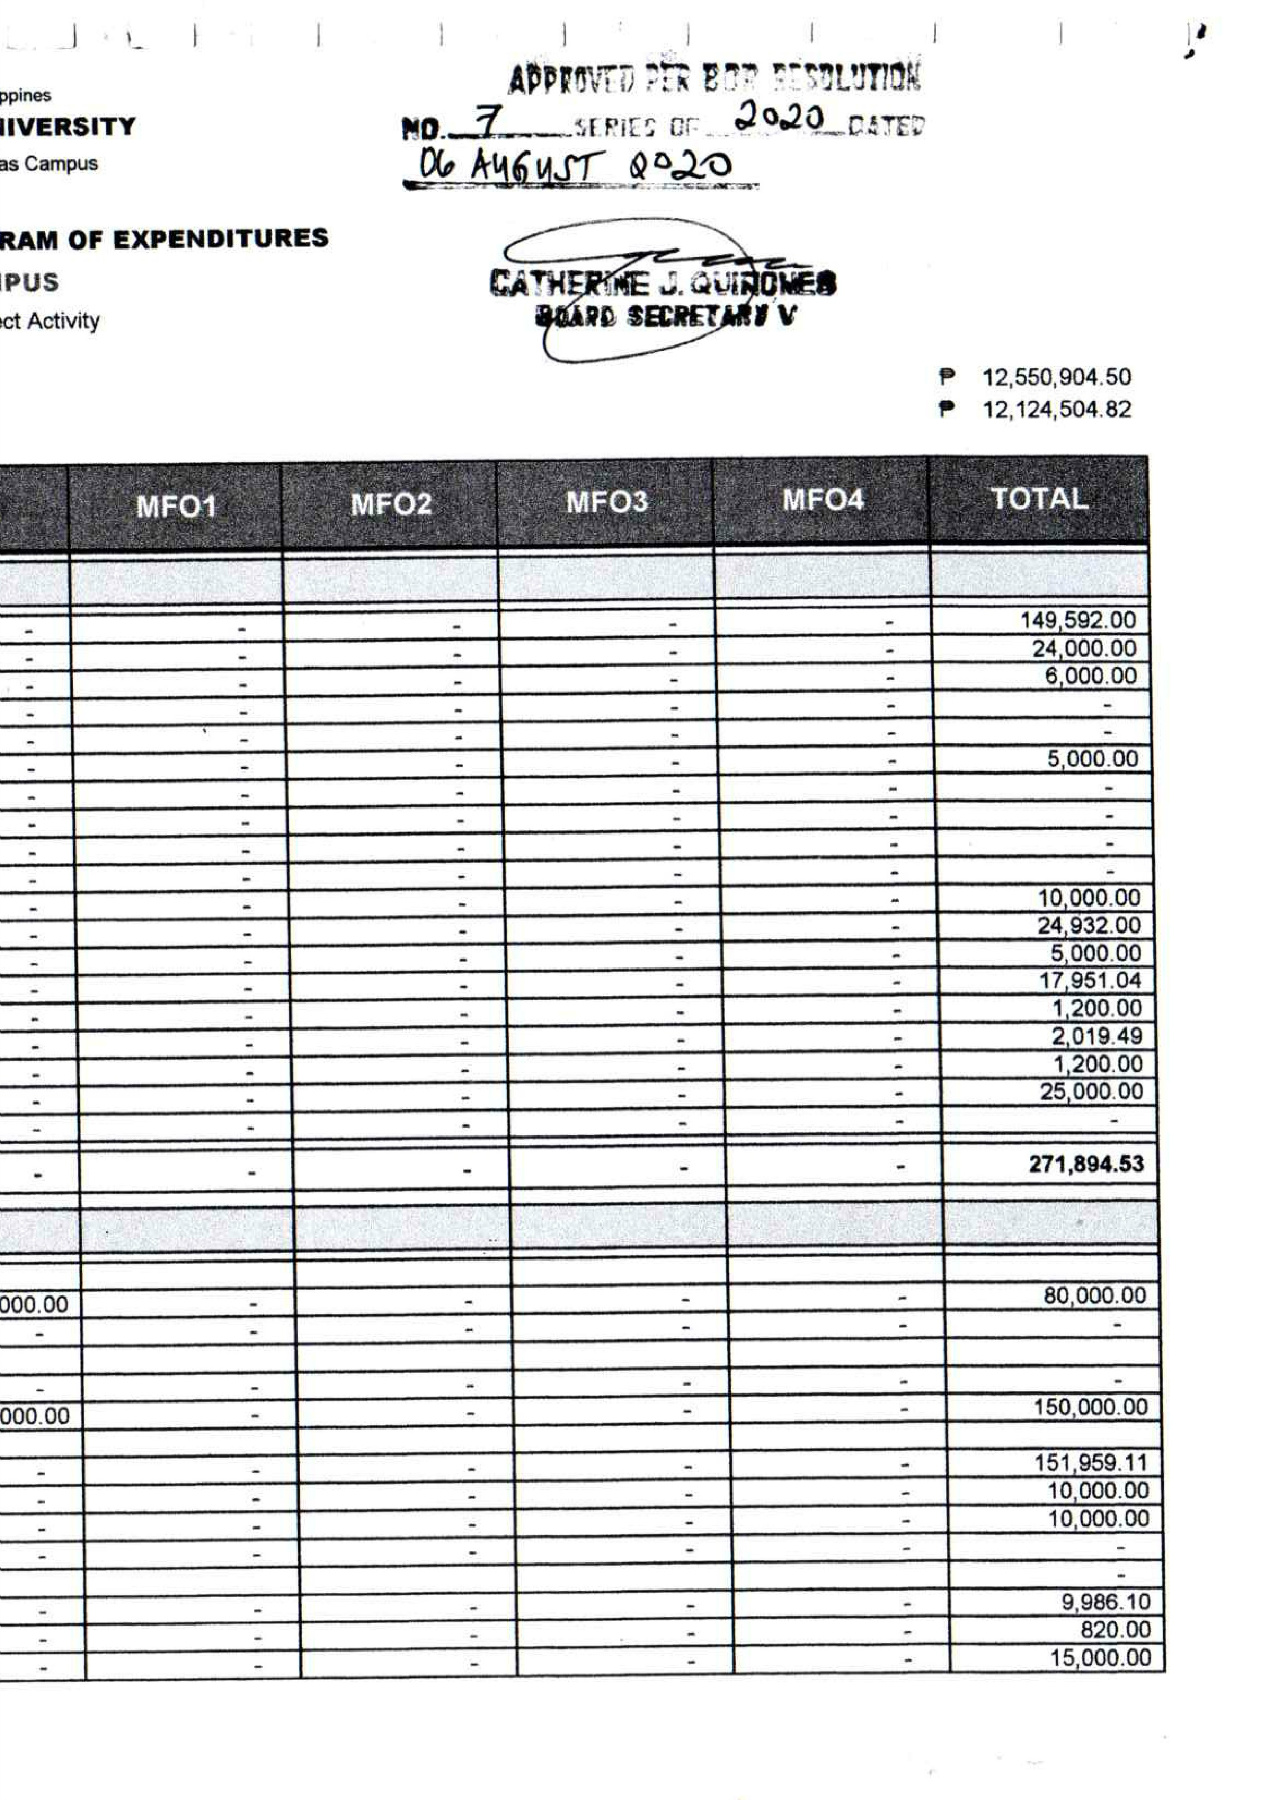 APPROVED PER BOR RESOLUTION
ppines
NO. 7 SERIES OF 2020 DATED
IVERSITY
as Campus
06 AUGUST 2020
RAM OF EXPENDITURES
PUS
CATHERINE J. QUINONES
BOARD SECRETARY V
ect Activity
₱ 12,550,904.50
₱ 12,124,504.82
MFO1 MFO2 MFO3 MFO4 TOTAL
- - - - - 149,592.00
- - - - - 24,000.00
- - - - - 6,000.00
- - - - - -
- - - - - -
- - - - - 5,000.00
- - - - - -
- - - - - -
- - - - - -
- - - - - -
- - - - - 10,000.00
- - - - - 24,932.00
- - - - - 5,000.00
- - - - - 17,951.04
- - - - - 1,200.00
- - - - - 2,019.49
- - - - - 1,200.00
- - - - - 25,000.00
- - - - - -
- - - - - 271,894.53
000.00 - - - - 80,000.00
- - - - - -
- - - - - -
000.00 - - - - 150,000.00
- - - - - 151,959.11
- - - - - 10,000.00
- - - - - 10,000.00
- - - - - -
-
- - - - - 9,986.10
- - - - - 820.00
- - - - - 15,000.00